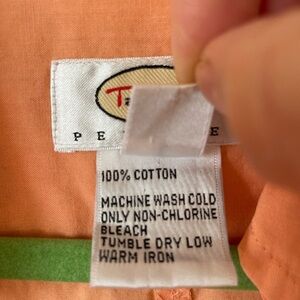 100% COTTON
MACHINE WASH COLD
ONLY NON-CHLORINE
BLEACH
TUMBLE DRY LOW
WARM IRON